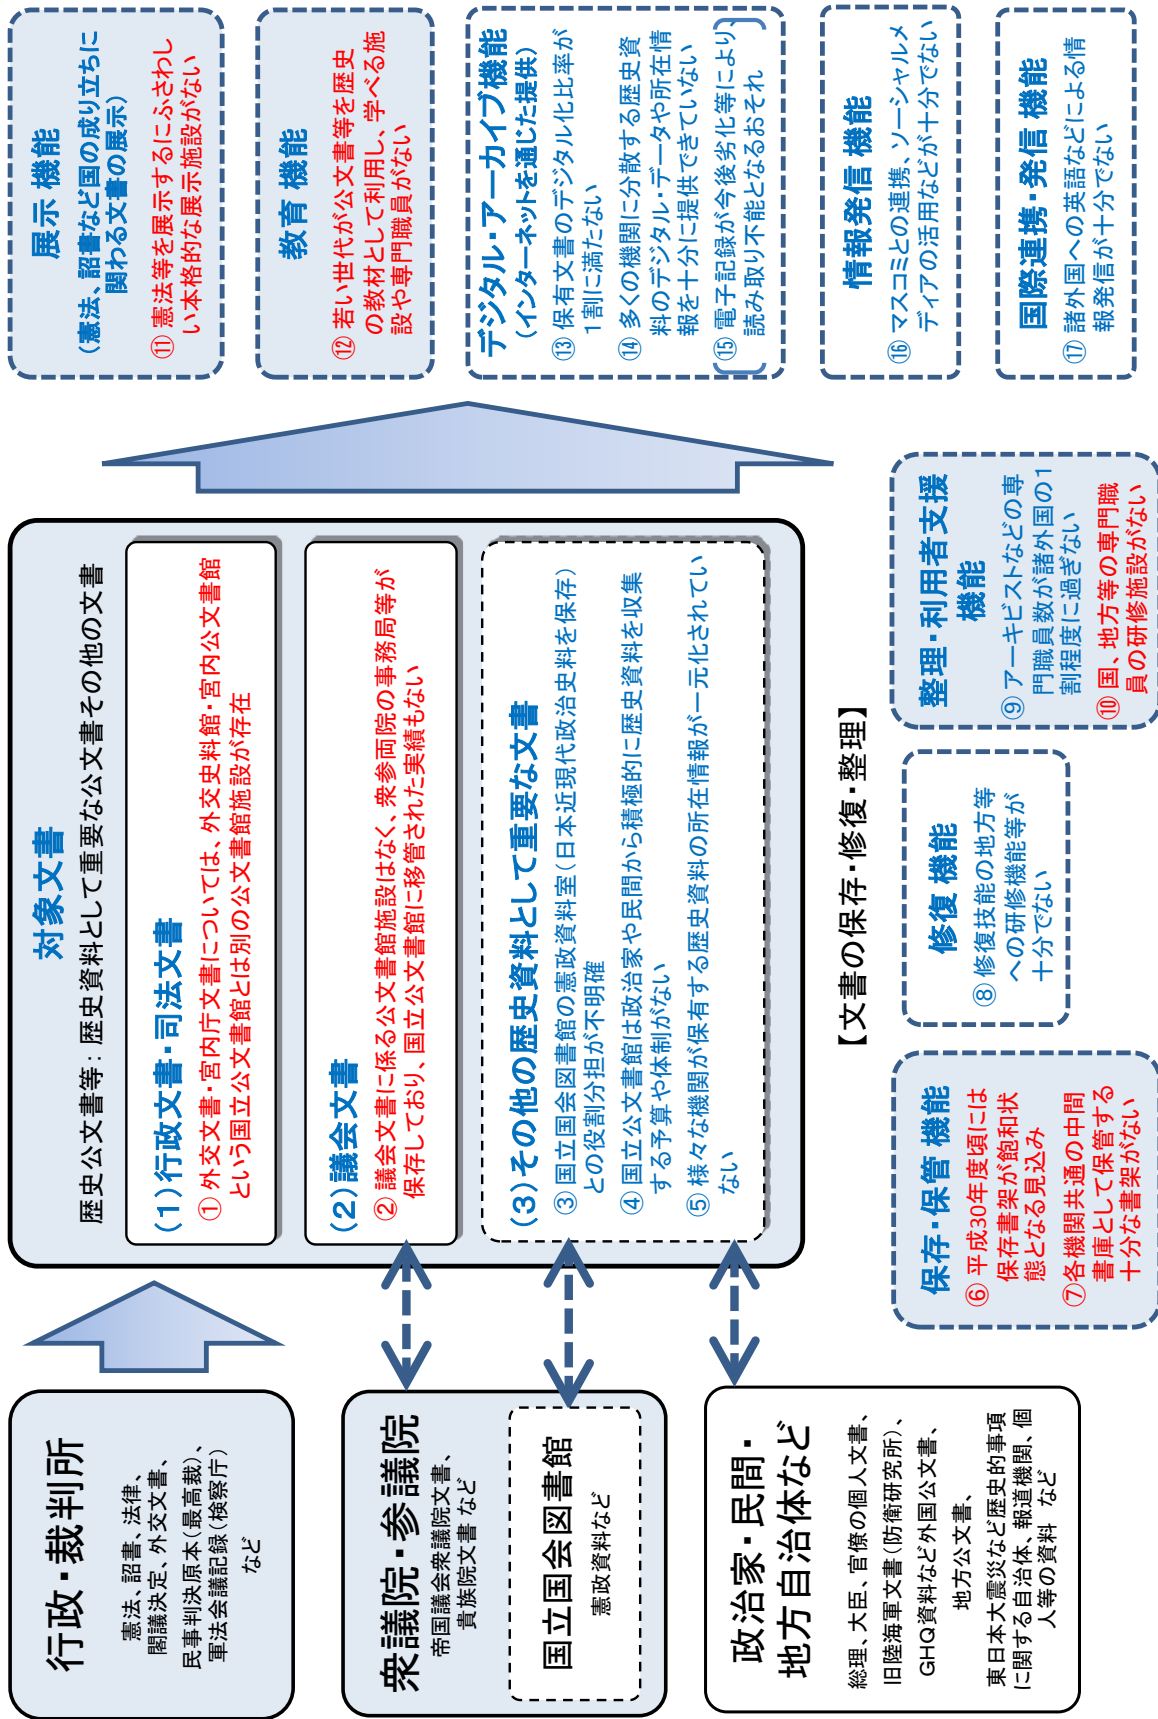 行政・裁判所
憲法、詔書、法律、
閣議決定、外交文書、
民事判決原本(最高裁)、
軍法会議記録(検察庁)
など
衆議院・参議院
帝国議会衆議院文書、
貴族院文書 など
国立国会図書館
憲政資料など
政治家・民間・
地方自治体など
総理、大臣、官僚の個人文書、
旧陸海軍文書(防衛研究所)、
GHQ資料など外国公文書、
地方公文書、
東日本大震災など歴史的事項
に関する自治体、報道機関、個
人等の資料 など
対象文書
歴史公文書等:歴史資料として重要な公文書その他の文書
(1)行政文書・司法文書
① 外交文書・宮内庁文書については、外交史料館・宮内公文書館
という国立公文書館とは別の公文書館施設が存在
(2)議会文書
② 議会文書に係る公文書館施設はなく、衆参両院の事務局等が
保存しており、国立公文書館に移管された実績もない
(3)その他の歴史資料として重要な文書
③ 国立国会図書館の憲政資料室(日本近現代政治史料を保存)
との役割分担が不明確
④ 国立公文書館は政治家や民間から積極的に歴史資料を収集
する予算や体制がない
⑤ 様々な機関が保有する歴史資料の所在情報が一元化されてい
ない
【文書の保存・修復・整理】
保存・保管 機能
⑥ 平成30年度頃には
保存書架が飽和状
態となる見込み
⑦各機関共通の中間
書庫として保管する
十分な書架がない
修復 機能
⑧ 修復技能の地方等
への研修機能等が
十分でない
整理・利用者支援
機能
⑨ アーキビストなどの専
門職員数が諸外国の1
割程度に過ぎない
⑩ 国、地方等の専門職
員の研修施設がない
展示 機能
(憲法、詔書など国の成り立ちに
関わる文書の展示)
⑪ 憲法等を展示するにふさわし
い本格的な展示施設がない
教育 機能
⑫ 若い世代が公文書等を歴史
の教材として利用し、学べる施
設や専門職員がない
デジタル・アーカイブ機能
(インターネットを通じた提供)
⑬ 保有文書のデジタル化比率が
1割に満たない
⑭ 多くの機関に分散する歴史資
料のデジタル・データや所在情
報を十分に提供できていない
⑮ 電子記録が今後劣化等により、
読み取り不能となるおそれ
情報発信 機能
⑯ マスコミとの連携、ソーシャルメ
ディアの活用などが十分でない
国際連携・発信 機能
⑰ 諸外国への英語などによる情
報発信が十分でない